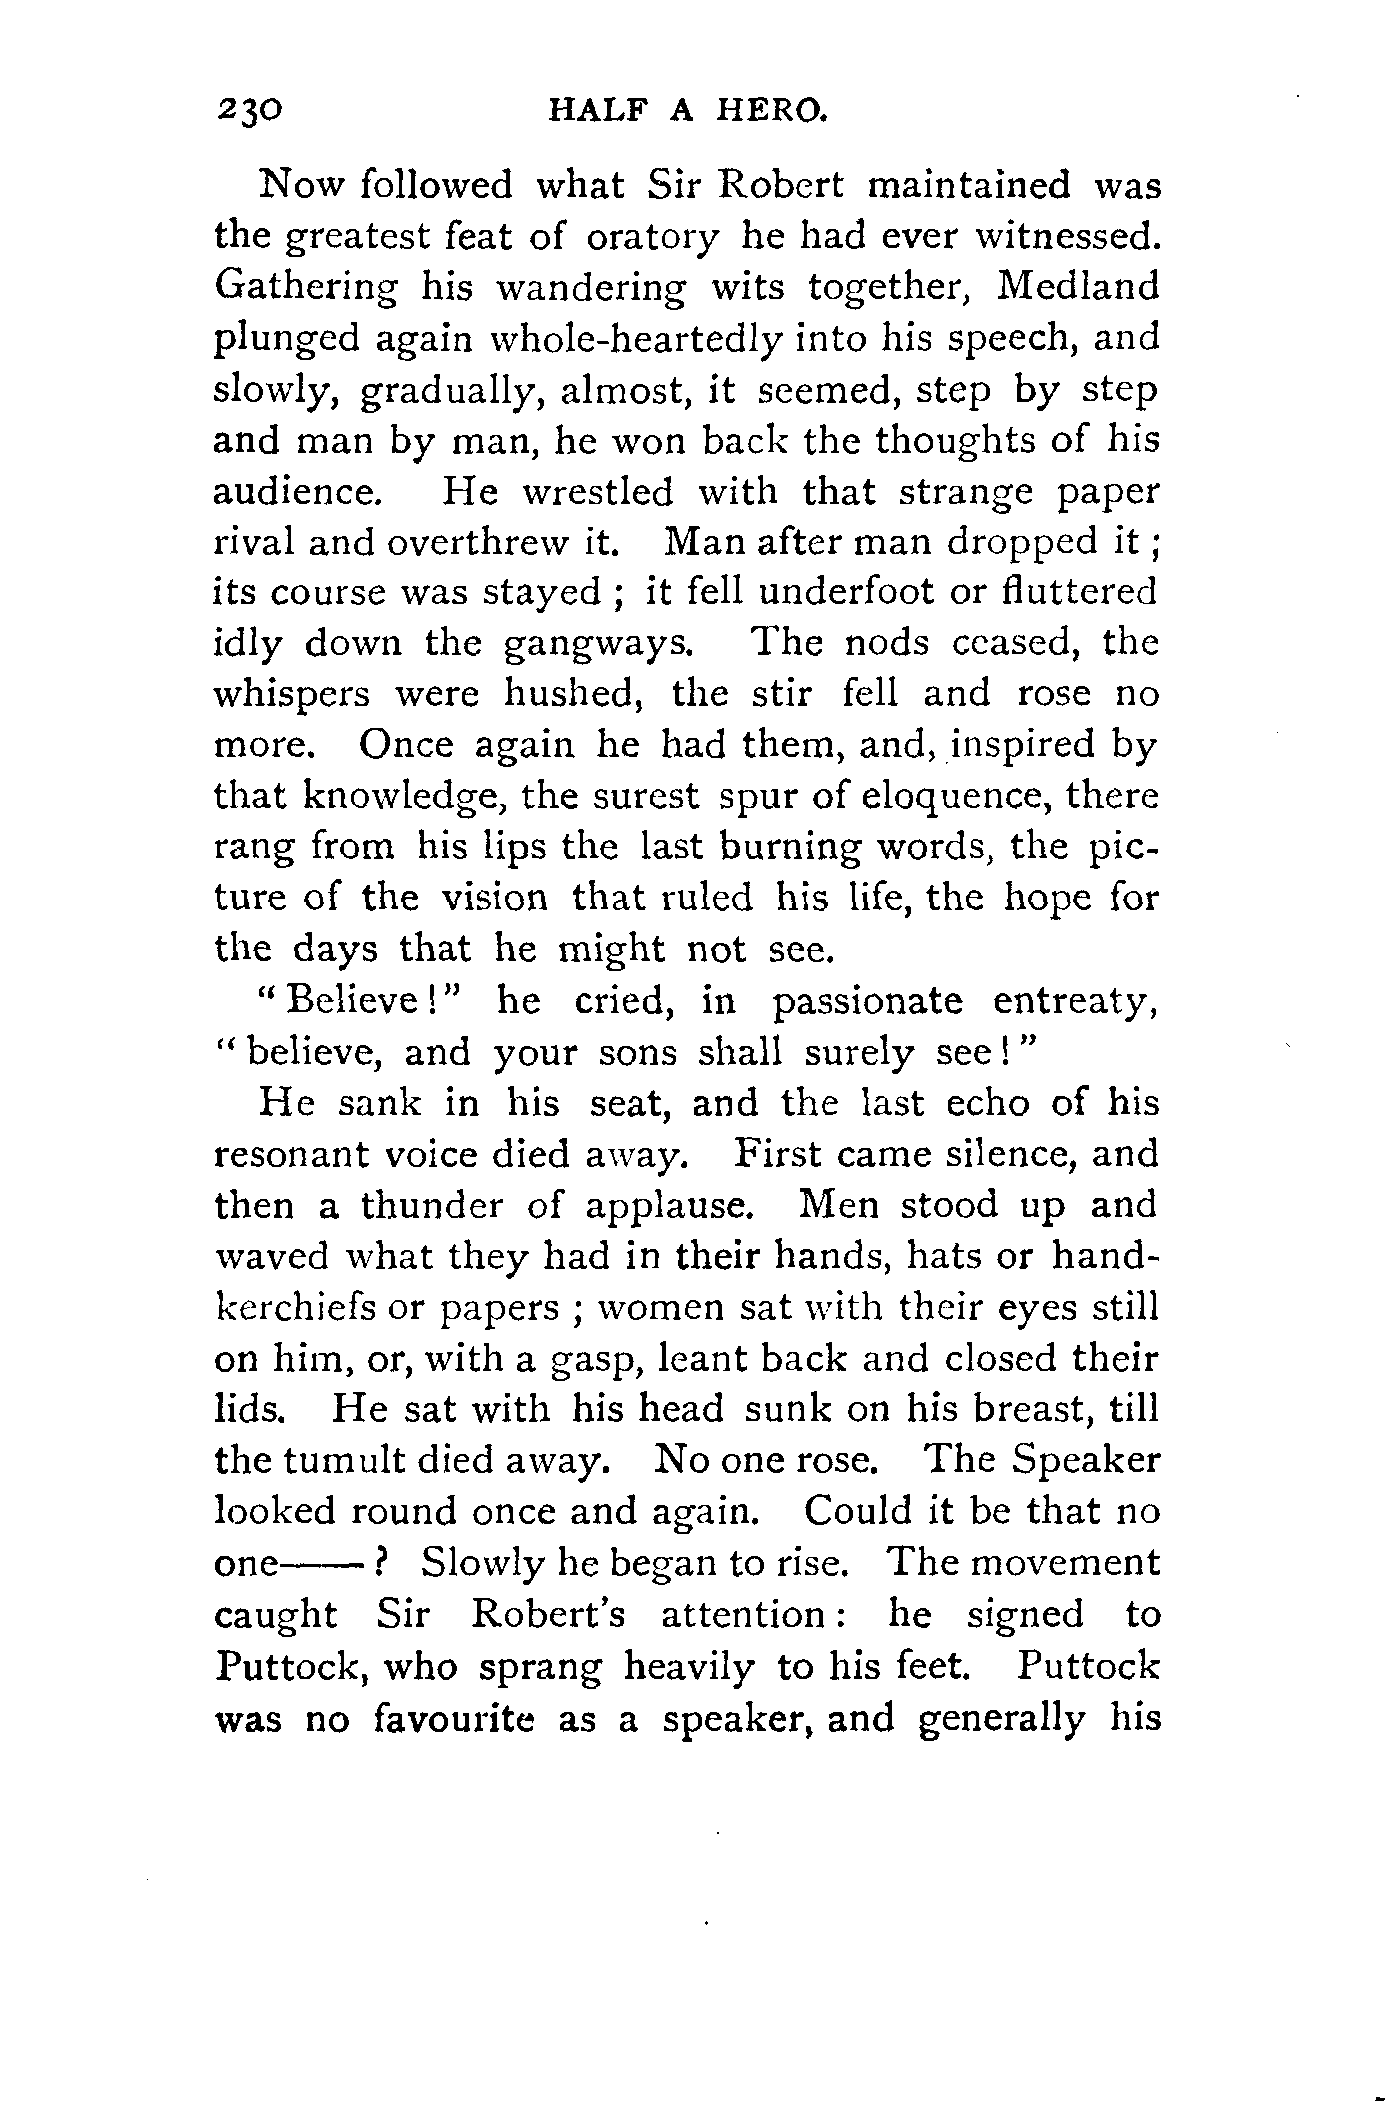 230 HALF A HERO.
Now followed what Sir Robert maintained was
the greatest feat of oratory he had ever witnessed.
Gathering his wandering wits together, Medland
plunged again whole-heartedly into his speech, and
slowly, gradually, almost, it seemed, step by step
and man by man, he won back the thoughts of his
audience. He wrestled with that strange paper
rival and overthrew it. Man after man dropped it ;
its course was stayed ; it fell underfoot or fluttered
idly down the gangways. The nods ceased, the
whispers were hushed, the stir fell and rose no
more. Once again he had them, and, inspired by
that knowledge, the surest spur of eloquence, there
rang from his lips the last burning words, the pic-
ture of the vision that ruled his life, the hope for
the days that he might not see.
" Believe ! " he cried, in passionate entreaty,
" believe, and your sons shall surely see ! "
He sank in his seat, and the last echo of his
resonant voice died away. First came silence, and
then a thunder of applause. Men stood up and
waved what they had in their hands, hats or hand-
kerchiefs or papers ; women sat with their eyes still
on him, or, with a gasp, leant back and closed their
lids. He sat with his head sunk on his breast, till
the tumult died away. No one rose. The Speaker
looked round once and again. Could it be that no
one—— ? Slowly he began to rise. The movement
caught Sir Robert's attention : he signed to
Puttock, who sprang heavily to his feet. Puttock
was no favourite as a speaker, and generally his